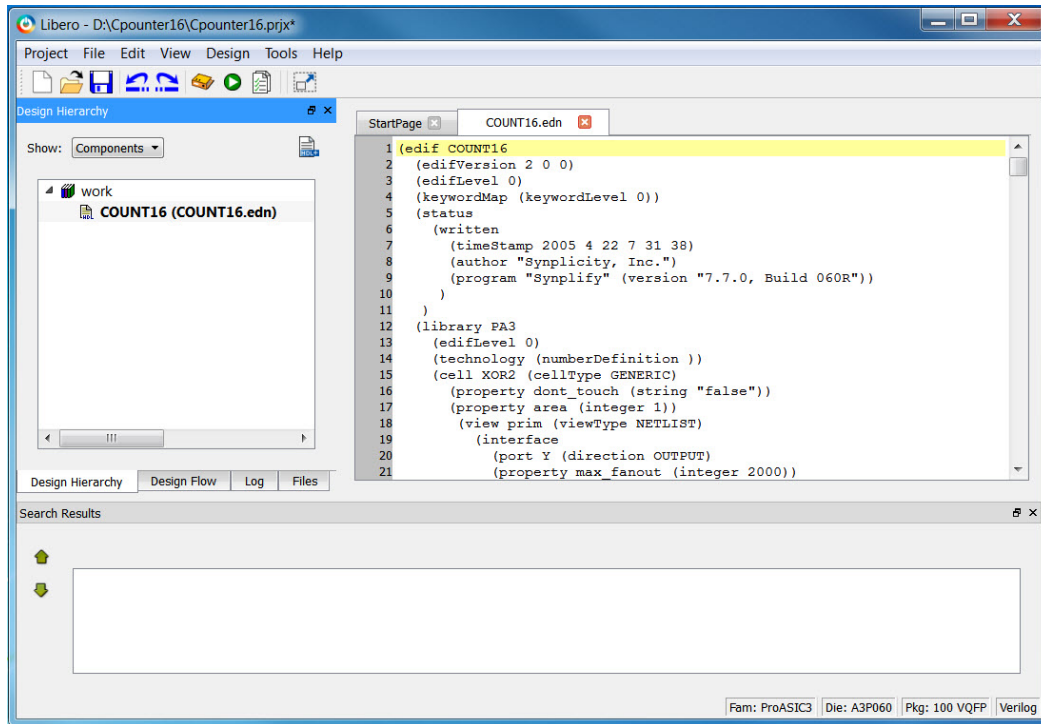 Libero - D:\Cpounter16\Cpounter16.prjx*
Project File Edit View Design Tools Help
Design Hierarchy
Show: Components
work
COUNT16 (COUNT16.edn)
Design Hierarchy Design Flow Log Files
StartPage COUNT16.edn
1 (edif COUNT16
2 (edifVersion 2 0 0)
3 (edifLevel 0)
4 (keywordMap (keywordLevel 0))
5 (status
6 (written
7 (timeStamp 2005 4 22 7 31 38)
8 (author "Synplicity, Inc.")
9 (program "Synplify" (version "7.7.0, Build 060R"))
10 )
11 )
12 (library PA3
13 (edifLevel 0)
14 (technology (numberDefinition ))
15 (cell XOR2 (cellType GENERIC)
16 (property dont_touch (string "false"))
17 (property area (integer 1))
18 (view prim (viewType NETLIST)
19 (interface
20 (port Y (direction OUTPUT)
21 (property max_fanout (integer 2000))
Search Results
Fam: ProASIC3 Die: A3P060 Pkg: 100 VQFP Verilog